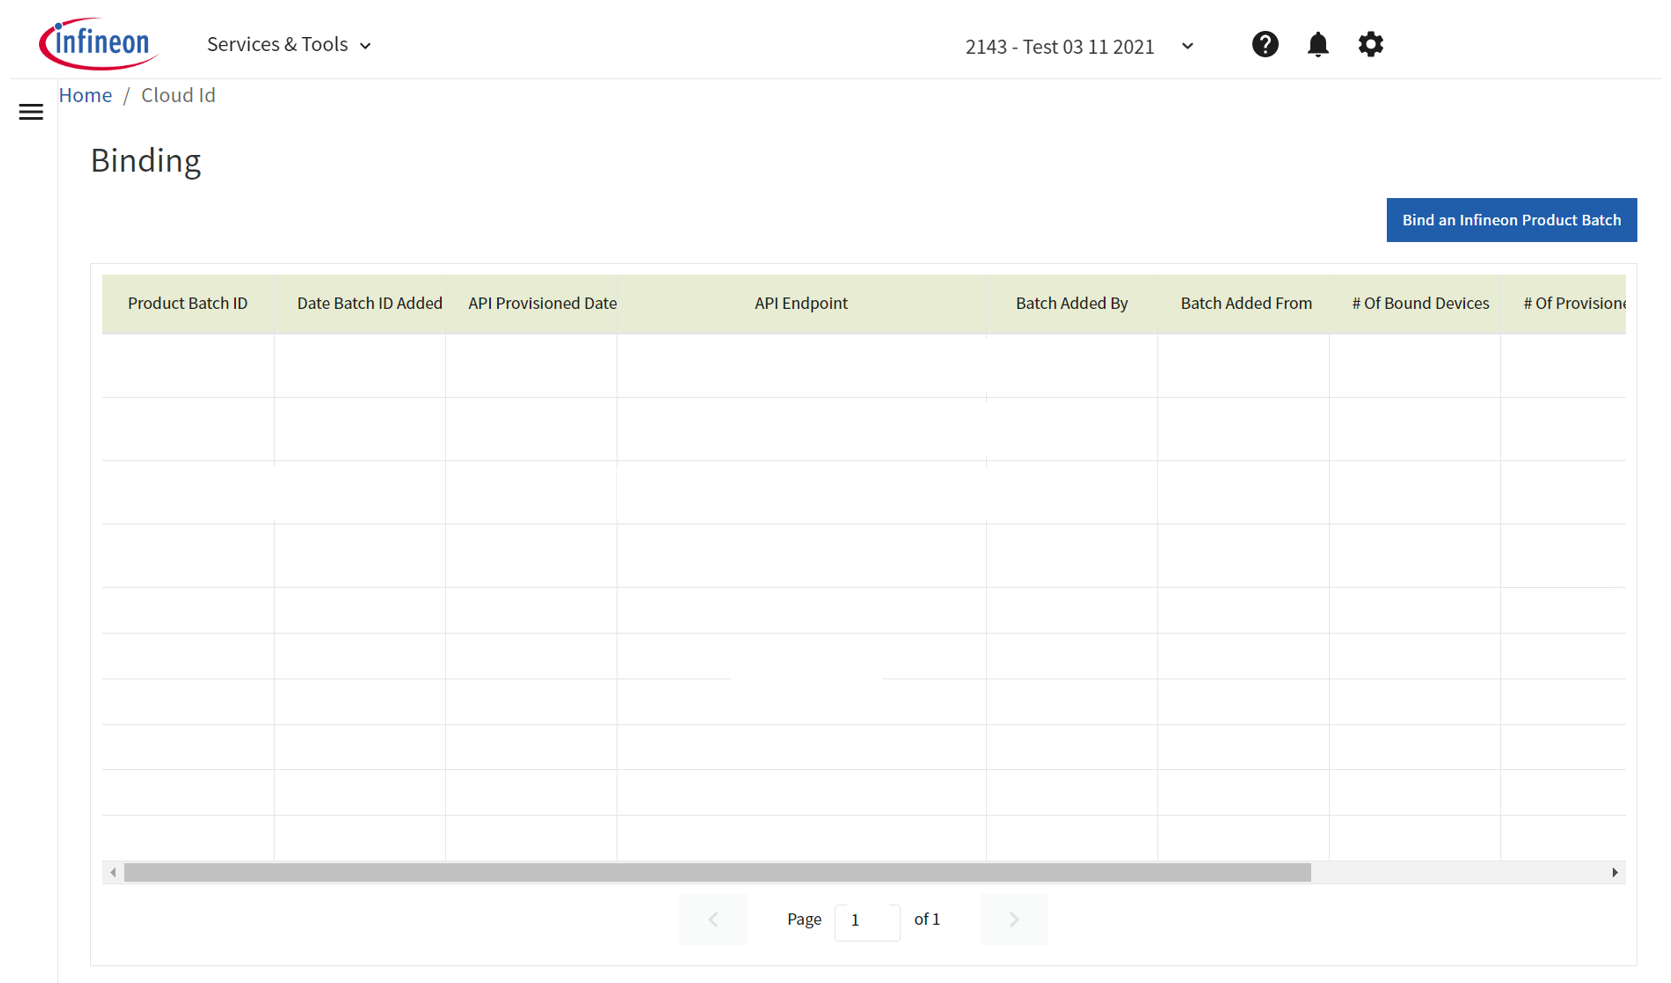 infineon
Services & Tools
2143 - Test 03 11 2021
Home / Cloud Id
Binding
Bind an Infineon Product Batch
Product Batch ID Date Batch ID Added API Provisioned Date API Endpoint Batch Added By Batch Added From # Of Bound Devices # Of Provisione
Page 1 of 1